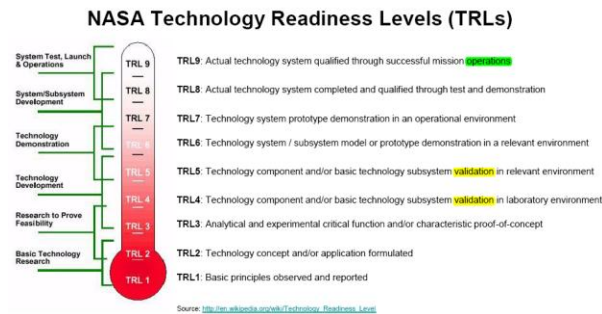 NASA Technology Readiness Levels (TRLs)
System Test, Launch
& Operations
System/Subsystem
Development
Technology
Demonstration
Technology
Development
Research to Prove
Feasibility
Basic Technology
Research
TRL 9
TRL 8
TRL 7
TRL 6
TRL 5
TRL 4
TRL 3
TRL 2
TRL 1
TRL9: Actual technology system qualified through successful mission operations
TRL8: Actual technology system completed and qualified through test and demonstration
TRL7: Technology system prototype demonstration in an operational environment
TRL6: Technology system / subsystem model or prototype demonstration in a relevant environment
TRL5: Technology component and/or basic technology subsystem validation in relevant environment
TRL4: Technology component and/or basic technology subsystem validation in laboratory environment
TRL3: Analytical and experimental critical function and/or characteristic proof-of-concept
TRL2: Technology concept and/or application formulated
TRL1: Basic principles observed and reported
Source: http://en.wikipedia.org/wiki/Technology_Readiness_Level